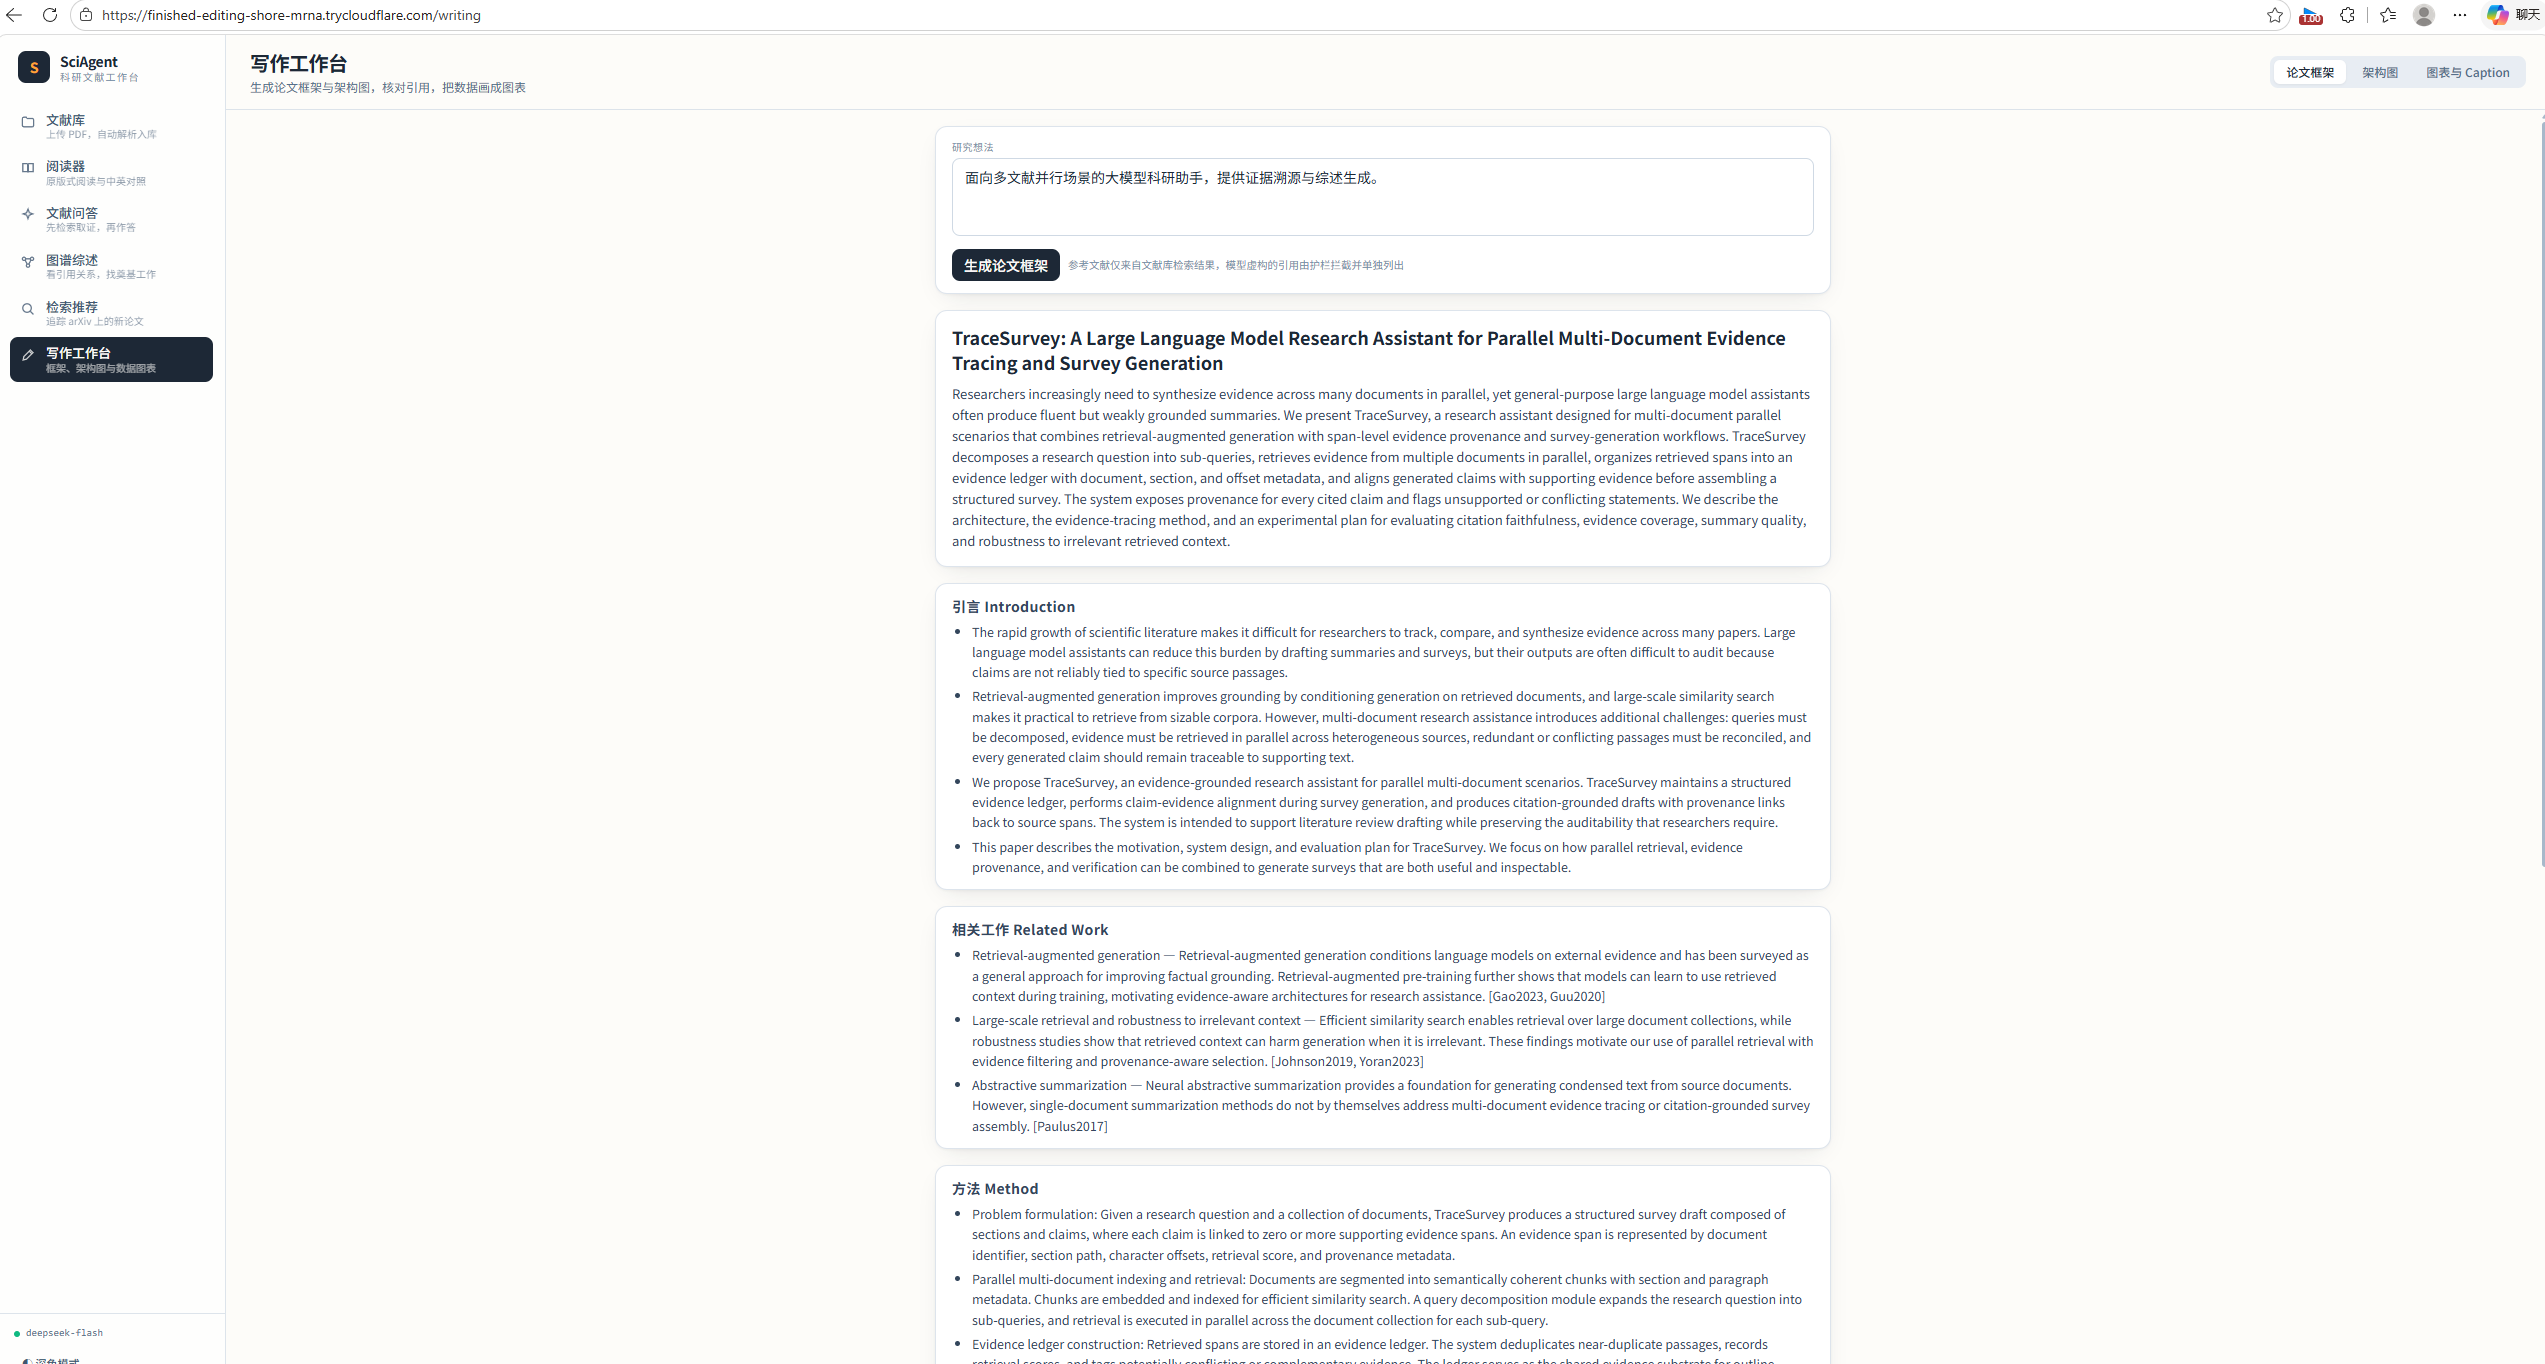 https://finished-editing-shore-mrna.trycloudflare.com/writing
1.00
聊天
S
SciAgent
科研文献工作台
文献库
上传 PDF，自动解析入库
阅读器
原版式阅读与中英对照
文献问答
先检索取证，再作答
图谱综述
看引用关系，找奠基工作
检索推荐
追踪 arXiv 上的新论文
写作工作台
框架、架构图与数据图表
deepseek-flash
深色模式
写作工作台
生成论文框架与架构图，核对引用，把数据画成图表
论文框架
架构图
图表与 Caption
研究想法
面向多文献并行场景的大模型科研助手，提供证据溯源与综述生成。
生成论文框架
参考文献仅来自文献库检索结果，模型虚构的引用由护栏拦截并单独列出
TraceSurvey: A Large Language Model Research Assistant for Parallel Multi-Document Evidence
Tracing and Survey Generation
Researchers increasingly need to synthesize evidence across many documents in parallel, yet general-purpose large language model assistants
often produce fluent but weakly grounded summaries. We present TraceSurvey, a research assistant designed for multi-document parallel
scenarios that combines retrieval-augmented generation with span-level evidence provenance and survey-generation workflows. TraceSurvey
decomposes a research question into sub-queries, retrieves evidence from multiple documents in parallel, organizes retrieved spans into an
evidence ledger with document, section, and offset metadata, and aligns generated claims with supporting evidence before assembling a
structured survey. The system exposes provenance for every cited claim and flags unsupported or conflicting statements. We describe the
architecture, the evidence-tracing method, and an experimental plan for evaluating citation faithfulness, evidence coverage, summary quality,
and robustness to irrelevant retrieved context.
引言 Introduction
The rapid growth of scientific literature makes it difficult for researchers to track, compare, and synthesize evidence across many papers. Large
language model assistants can reduce this burden by drafting summaries and surveys, but their outputs are often difficult to audit because
claims are not reliably tied to specific source passages.
Retrieval-augmented generation improves grounding by conditioning generation on retrieved documents, and large-scale similarity search
makes it practical to retrieve from sizable corpora. However, multi-document research assistance introduces additional challenges: queries must
be decomposed, evidence must be retrieved in parallel across heterogeneous sources, redundant or conflicting passages must be reconciled, and
every generated claim should remain traceable to supporting text.
We propose TraceSurvey, an evidence-grounded research assistant for parallel multi-document scenarios. TraceSurvey maintains a structured
evidence ledger, performs claim-evidence alignment during survey generation, and produces citation-grounded drafts with provenance links
back to source spans. The system is intended to support literature review drafting while preserving the auditability that researchers require.
This paper describes the motivation, system design, and evaluation plan for TraceSurvey. We focus on how parallel retrieval, evidence
provenance, and verification can be combined to generate surveys that are both useful and inspectable.
相关工作 Related Work
Retrieval-augmented generation — Retrieval-augmented generation conditions language models on external evidence and has been surveyed as
a general approach for improving factual grounding. Retrieval-augmented pre-training further shows that models can learn to use retrieved
context during training, motivating evidence-aware architectures for research assistance. [Gao2023, Guu2020]
Large-scale retrieval and robustness to irrelevant context — Efficient similarity search enables retrieval over large document collections, while
robustness studies show that retrieved context can harm generation when it is irrelevant. These findings motivate our use of parallel retrieval with
evidence filtering and provenance-aware selection. [Johnson2019, Yoran2023]
Abstractive summarization — Neural abstractive summarization provides a foundation for generating condensed text from source documents.
However, single-document summarization methods do not by themselves address multi-document evidence tracing or citation-grounded survey
assembly. [Paulus2017]
方法 Method
Problem formulation: Given a research question and a collection of documents, TraceSurvey produces a structured survey draft composed of
sections and claims, where each claim is linked to zero or more supporting evidence spans. An evidence span is represented by document
identifier, section path, character offsets, retrieval score, and provenance metadata.
Parallel multi-document indexing and retrieval: Documents are segmented into semantically coherent chunks with section and paragraph
metadata. Chunks are embedded and indexed for efficient similarity search. A query decomposition module expands the research question into
sub-queries, and retrieval is executed in parallel across the document collection for each sub-query.
Evidence ledger construction: Retrieved spans are stored in an evidence ledger. The system deduplicates near-duplicate passages, records
retrieval scores, and tags potentially conflicting or complementary evidence. The ledger serves as the shared evidence substrate for outline